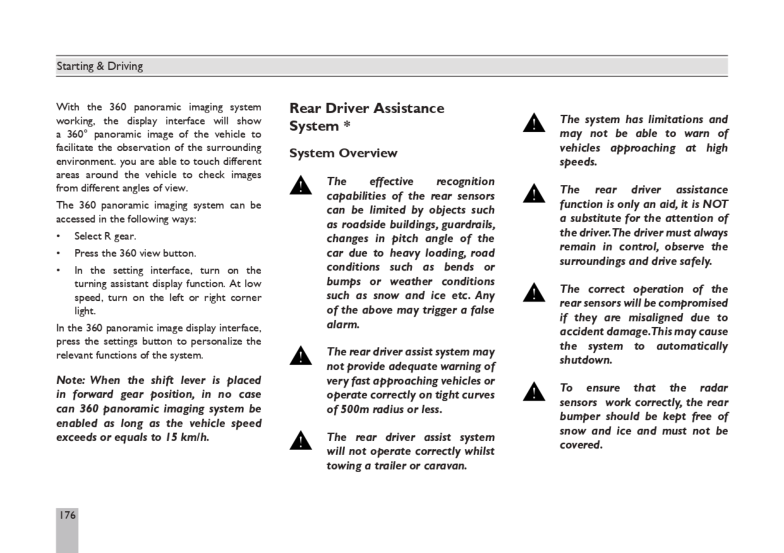 Starting & Driving
With the 360 panoramic imaging system
working, the display interface will show
a 360° panoramic image of the vehicle to
facilitate the observation of the surrounding
environment. you are able to touch different
areas around the vehicle to check images
from different angles of view.
The 360 panoramic imaging system can be
accessed in the following ways:
• Select R gear.
• Press the 360 view button.
• In the setting interface, turn on the
turning assistant display function. At low
speed, turn on the left or right corner
light.
In the 360 panoramic image display interface,
press the settings button to personalize the
relevant functions of the system.
Note: When the shift lever is placed
in forward gear position, in no case
can 360 panoramic imaging system be
enabled as long as the vehicle speed
exceeds or equals to 15 km/h.
Rear Driver Assistance
System *
System Overview
The effective recognition
capabilities of the rear sensors
can be limited by objects such
as roadside buildings, guardrails,
changes in pitch angle of the
car due to heavy loading, road
conditions such as bends or
bumps or weather conditions
such as snow and ice etc. Any
of the above may trigger a false
alarm.
The rear driver assist system may
not provide adequate warning of
very fast approaching vehicles or
operate correctly on tight curves
of 500m radius or less.
The rear driver assist system
will not operate correctly whilst
towing a trailer or caravan.
The system has limitations and
may not be able to warn of
vehicles approaching at high
speeds.
The rear driver assistance
function is only an aid, it is NOT
a substitute for the attention of
the driver. The driver must always
remain in control, observe the
surroundings and drive safely.
The correct operation of the
rear sensors will be compromised
if they are misaligned due to
accident damage. This may cause
the system to automatically
shutdown.
To ensure that the radar
sensors work correctly, the rear
bumper should be kept free of
snow and ice and must not be
covered.
176